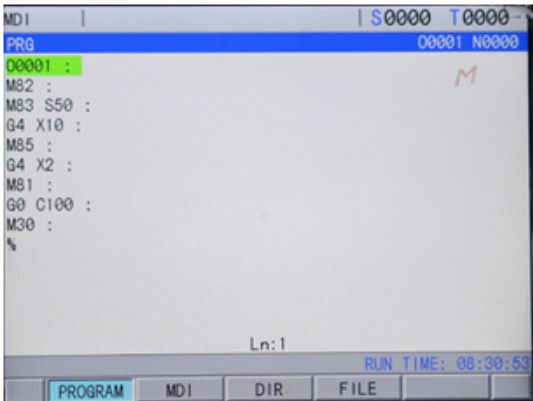 MDI S0000 T0000
PRG O0001 N0000
O0001 :
M
M82 :
M83 S50 :
G4 X10 :
M85 :
G4 X2 :
M81 :
G0 C100 :
M30 :
%
Ln:1
RUN TIME: 08:30:53
PROGRAM MDI DIR FILE